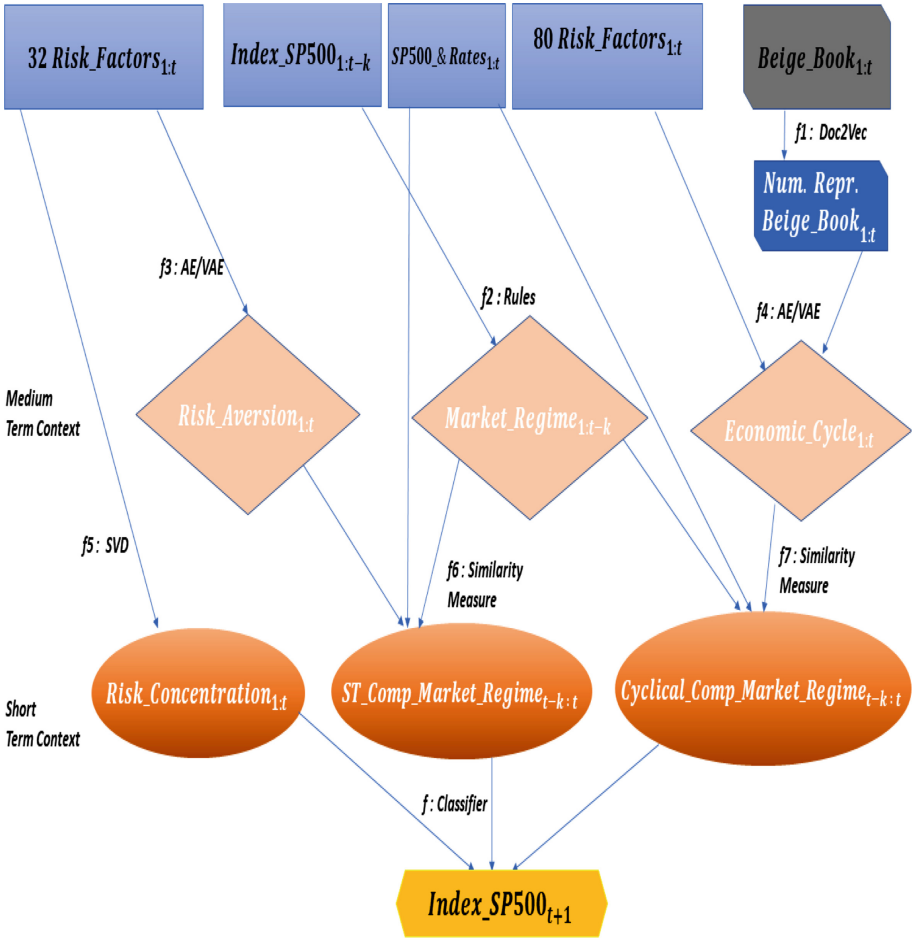 32 Risk_Factors1:t
Index_SP5001:t−k
SP500_&Rates1:t
80 Risk_Factors1:t
Beige_Book1:t
f1: Doc2Vec
Num. Repr.
Beige_Book1:t
f3 : AE/VAE
f2 : Rules
f4 : AE/VAE
Medium
Term Context
Risk_Aversion1:t
Market_Regime1:t−k
Economic_Cycle1:t
f5 : SVD
f6 : Similarity
Measure
f7 : Similarity
Measure
Risk_Concentration1:t
ST_Comp_Market_Regimet−k:t
Cyclical_Comp_Market_Regimet−k:t
Short
Term Context
f : Classifier
Index_SP500t+1